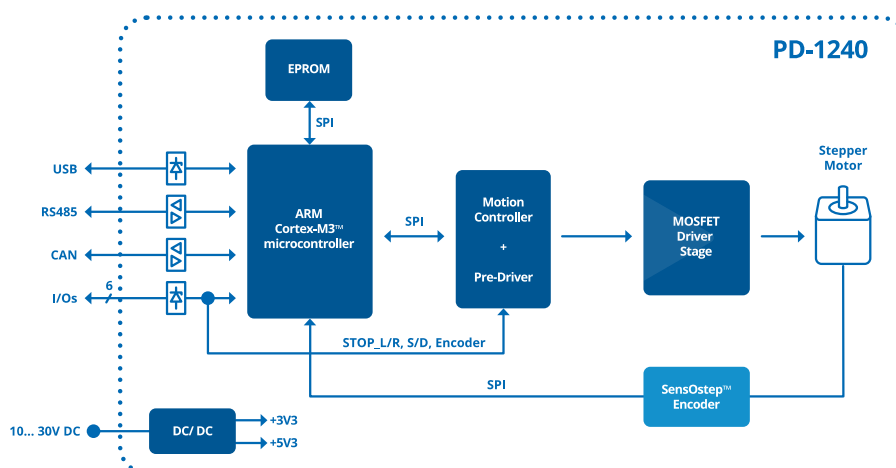 PD-1240
EPROM
SPI
USB
RS485
CAN
6
I/Os
ARM
Cortex-M3™
microcontroller
SPI
Motion
Controller
+
Pre-Driver
MOSFET
Driver
Stage
Stepper
Motor
STOP_L/R, S/D, Encoder
SPI
SensOstep™
Encoder
10... 30V DC
DC/ DC
+3V3
+5V3